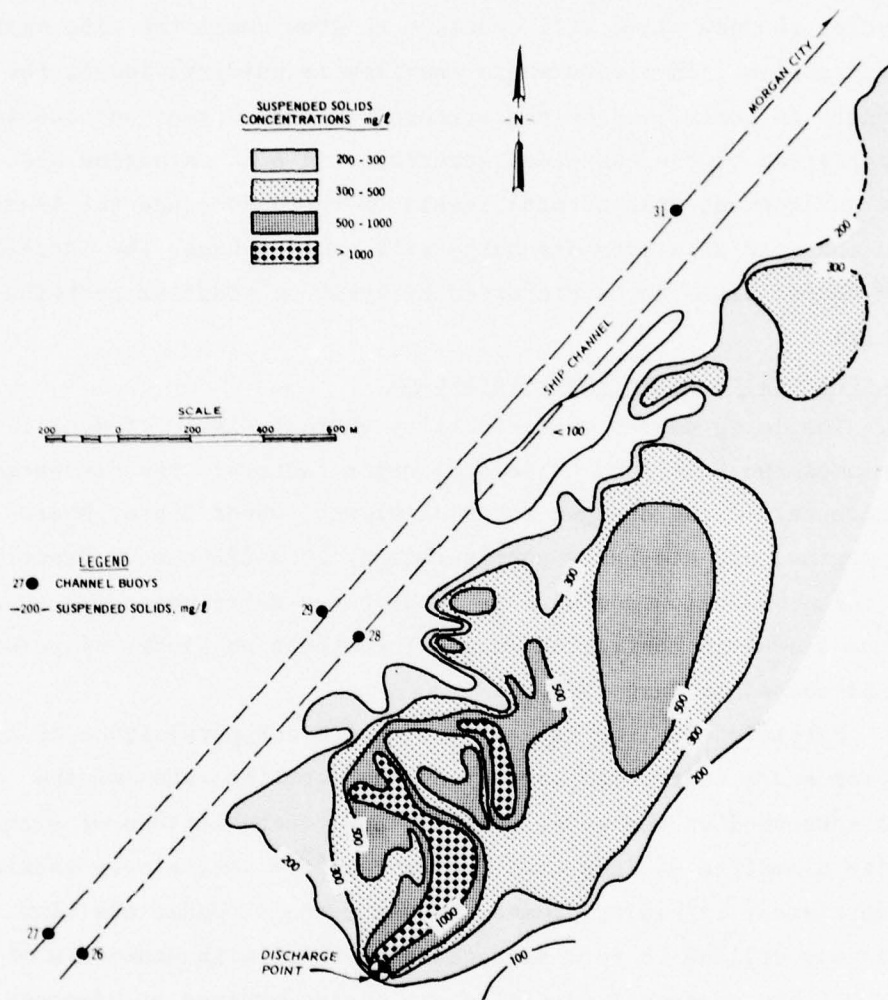 MORGAN CITY
N
SUSPENDED SOLIDS
CONCENTRATIONS mg/ℓ
200 - 300
300 - 500
500 - 1000
> 1000
31
200
300
SHIP CHANNEL
<100
SCALE
200 0 200 400 600 M
LEGEND
27 ● CHANNEL BUOYS
—200— SUSPENDED SOLIDS, mg/ℓ
29
28
300
500
500
300
200
500
200
300
1000
27
26
DISCHARGE
POINT
100